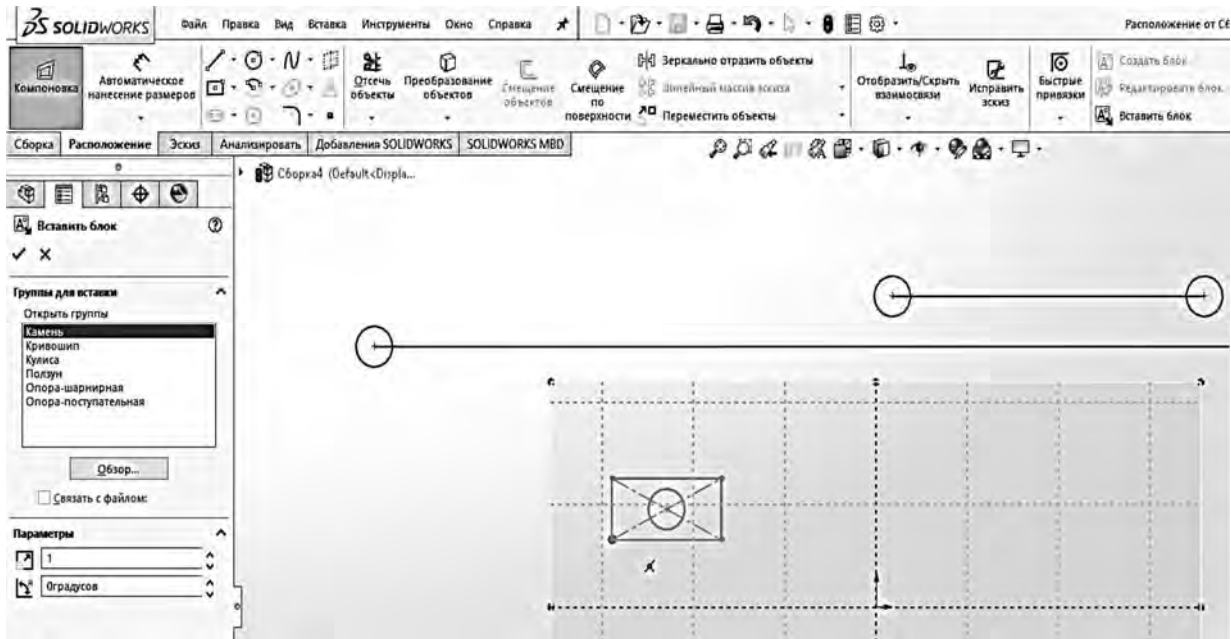 SOLIDWORKS Файл Правка Вид Вставка Инструменты Окно Справка Расположение от Сб
Компоновка
Автоматическое
нанесение размеров
Отсечь
объекты
Преобразование
объектов
Смещение
объектов
Смещение
по
поверхности
Зеркально отразить объекты
Линейный массив эскиза
Переместить объекты
Отобразить/Скрыть
взаимосвязи
Исправить
эскиз
Быстрые
привязки
Создать блок
Редактировать блок
Вставить блок
Сборка Расположение Эскиз Анализировать Добавления SOLIDWORKS SOLIDWORKS MBD
Сборка4 (Default<Displa...
Вставить блок
Группы для вставки
Открыть группы
Камень
Кривошип
Кулиса
Ползун
Опора-шарнирная
Опора-поступательная
Обзор...
Связать с файлом:
Параметры
1
0градусов